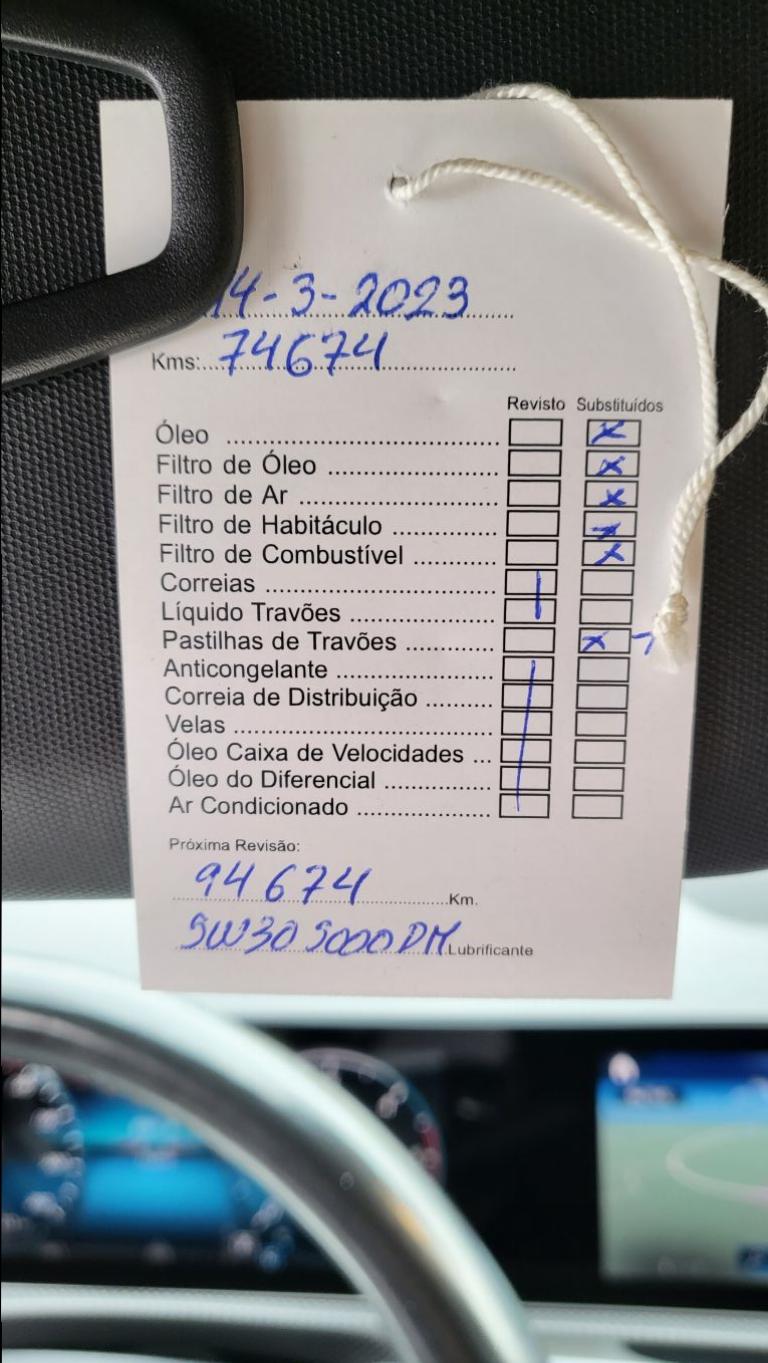 14-3-2023
Kms: 74674
Revisto Substituídos
Óleo
Filtro de Óleo
Filtro de Ar
Filtro de Habitáculo
Filtro de Combustível
Correias
Líquido Travões
Pastilhas de Travões
Anticongelante
Correia de Distribuição
Velas
Óleo Caixa de Velocidades
Óleo do Diferencial
Ar Condicionado
Próxima Revisão:
94674 Km.
5W30 5000 DM Lubrificante